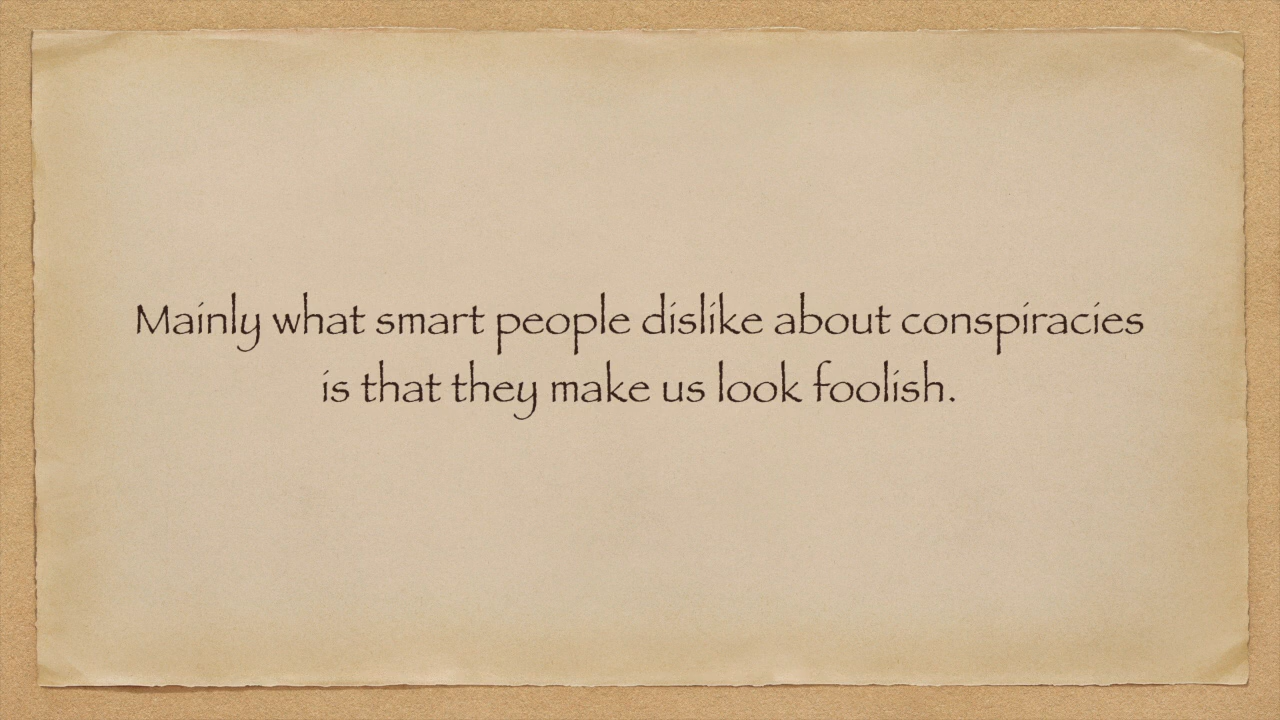 Mainly what smart people dislike about conspiracies
is that they make us look foolish.